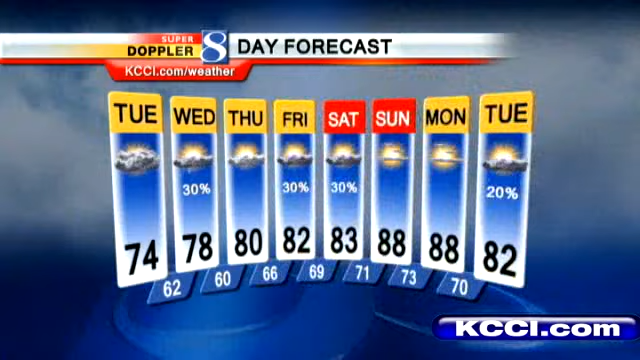 SUPER
DOPPLER 8 DAY FORECAST
KCCI.com/weather
TUE WED THU FRI SAT SUN MON TUE
30% 30% 30% 20%
74 78 80 82 83 88 88 82
62 60 66 69 71 73 70
KCCI.com